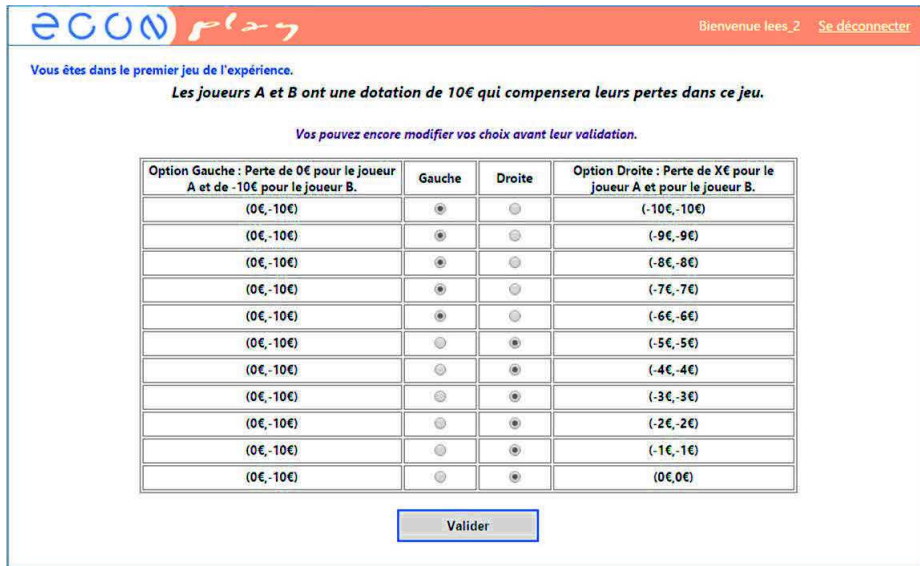 econ play
Bienvenue lees_2 Se déconnecter
Vous êtes dans le premier jeu de l'expérience.
Les joueurs A et B ont une dotation de 10€ qui compensera leurs pertes dans ce jeu.
Vos pouvez encore modifier vos choix avant leur validation.
Option Gauche : Perte de 0€ pour le joueur
A et de -10€ pour le joueur B.
Gauche
Droite
Option Droite : Perte de X€ pour le
joueur A et pour le joueur B.
(0€,-10€) (-10€,-10€)
(0€,-10€) (-9€,-9€)
(0€,-10€) (-8€,-8€)
(0€,-10€) (-7€,-7€)
(0€,-10€) (-6€,-6€)
(0€,-10€) (-5€,-5€)
(0€,-10€) (-4€,-4€)
(0€,-10€) (-3€,-3€)
(0€,-10€) (-2€,-2€)
(0€,-10€) (-1€,-1€)
(0€,-10€) (0€,0€)
Valider